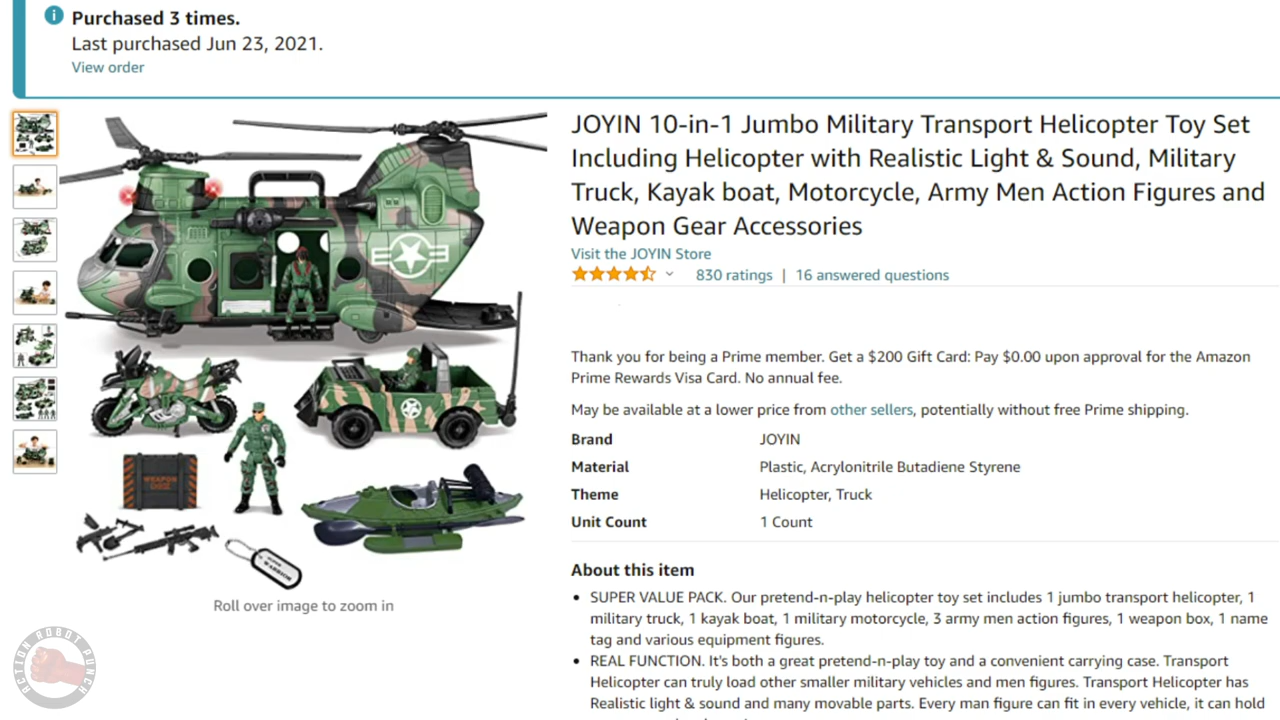 Purchased 3 times.
Last purchased Jun 23, 2021.
View order
JOYIN 10-in-1 Jumbo Military Transport Helicopter Toy Set
Including Helicopter with Realistic Light & Sound, Military
Truck, Kayak boat, Motorcycle, Army Men Action Figures and
Weapon Gear Accessories
Visit the JOYIN Store
830 ratings | 16 answered questions
Thank you for being a Prime member. Get a $200 Gift Card: Pay $0.00 upon approval for the Amazon
Prime Rewards Visa Card. No annual fee.
May be available at a lower price from other sellers, potentially without free Prime shipping.
Brand JOYIN
Material Plastic, Acrylonitrile Butadiene Styrene
Theme Helicopter, Truck
Unit Count 1 Count
About this item
SUPER VALUE PACK. Our pretend-n-play helicopter toy set includes 1 jumbo transport helicopter, 1
military truck, 1 kayak boat, 1 military motorcycle, 3 army men action figures, 1 weapon box, 1 name
tag and various equipment figures.
REAL FUNCTION. It's both a great pretend-n-play toy and a convenient carrying case. Transport
Helicopter can truly load other smaller military vehicles and men figures. Transport Helicopter has
Realistic light & sound and many movable parts. Every man figure can fit in every vehicle, it can hold
WEAPON
WARRIOR
Roll over image to zoom in
ACTION ROBOT PUNCH